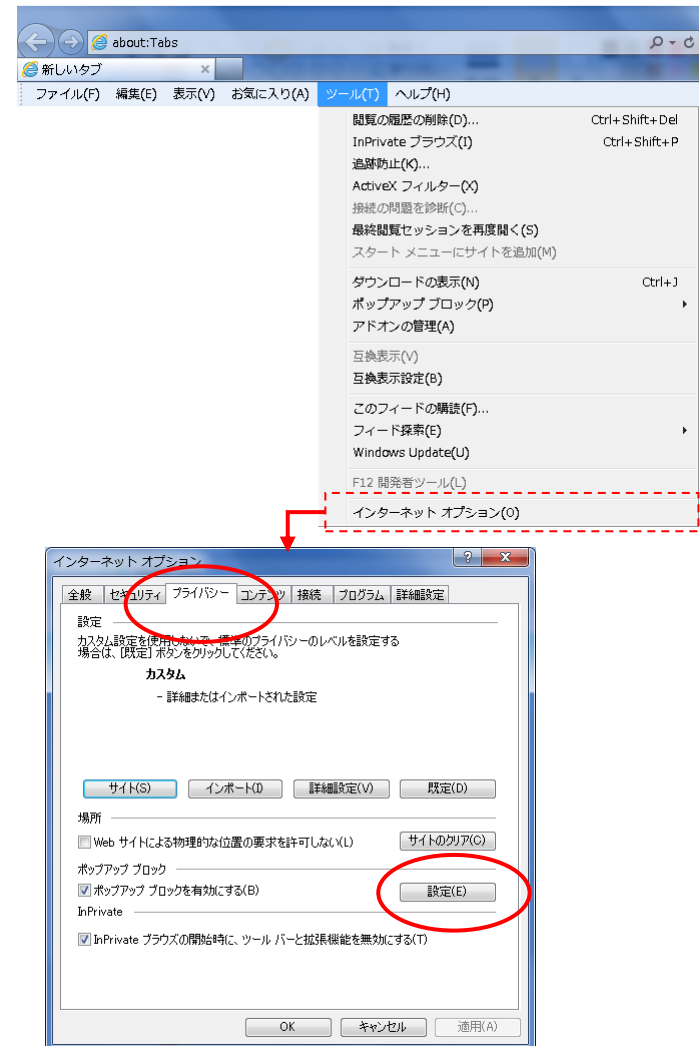 about:Tabs
新しいタブ
ファイル(F) 編集(E) 表示(V) お気に入り(A) ツール(T) ヘルプ(H)
閲覧の履歴の削除(D)... Ctrl+Shift+Del
InPrivate ブラウズ(I) Ctrl+Shift+P
追跡防止(K)...
ActiveX フィルター(X)
接続の問題を診断(C)...
最終閲覧セッションを再度開く(S)
スタート メニューにサイトを追加(M)
ダウンロードの表示(N) Ctrl+J
ポップアップ ブロック(P)
アドオンの管理(A)
互換表示(V)
互換表示設定(B)
このフィードの購読(F)...
フィード探索(E)
Windows Update(U)
F12 開発者ツール(L)
インターネット オプション(O)
インターネット オプション
全般 セキュリティ プライバシー コンテンツ 接続 プログラム 詳細設定
設定
カスタム設定を使用しないで、標準のプライバシーのレベルを設定する
場合は、[既定] ボタンをクリックしてください。
カスタム
- 詳細またはインポートされた設定
サイト(S) インポート(I) 詳細設定(V) 既定(D)
場所
Web サイトによる物理的な位置の要求を許可しない(L) サイトのクリア(C)
ポップアップ ブロック
ポップアップ ブロックを有効にする(B) 設定(E)
InPrivate
InPrivate ブラウズの開始時に、ツール バーと拡張機能を無効にする(T)
OK キャンセル 適用(A)